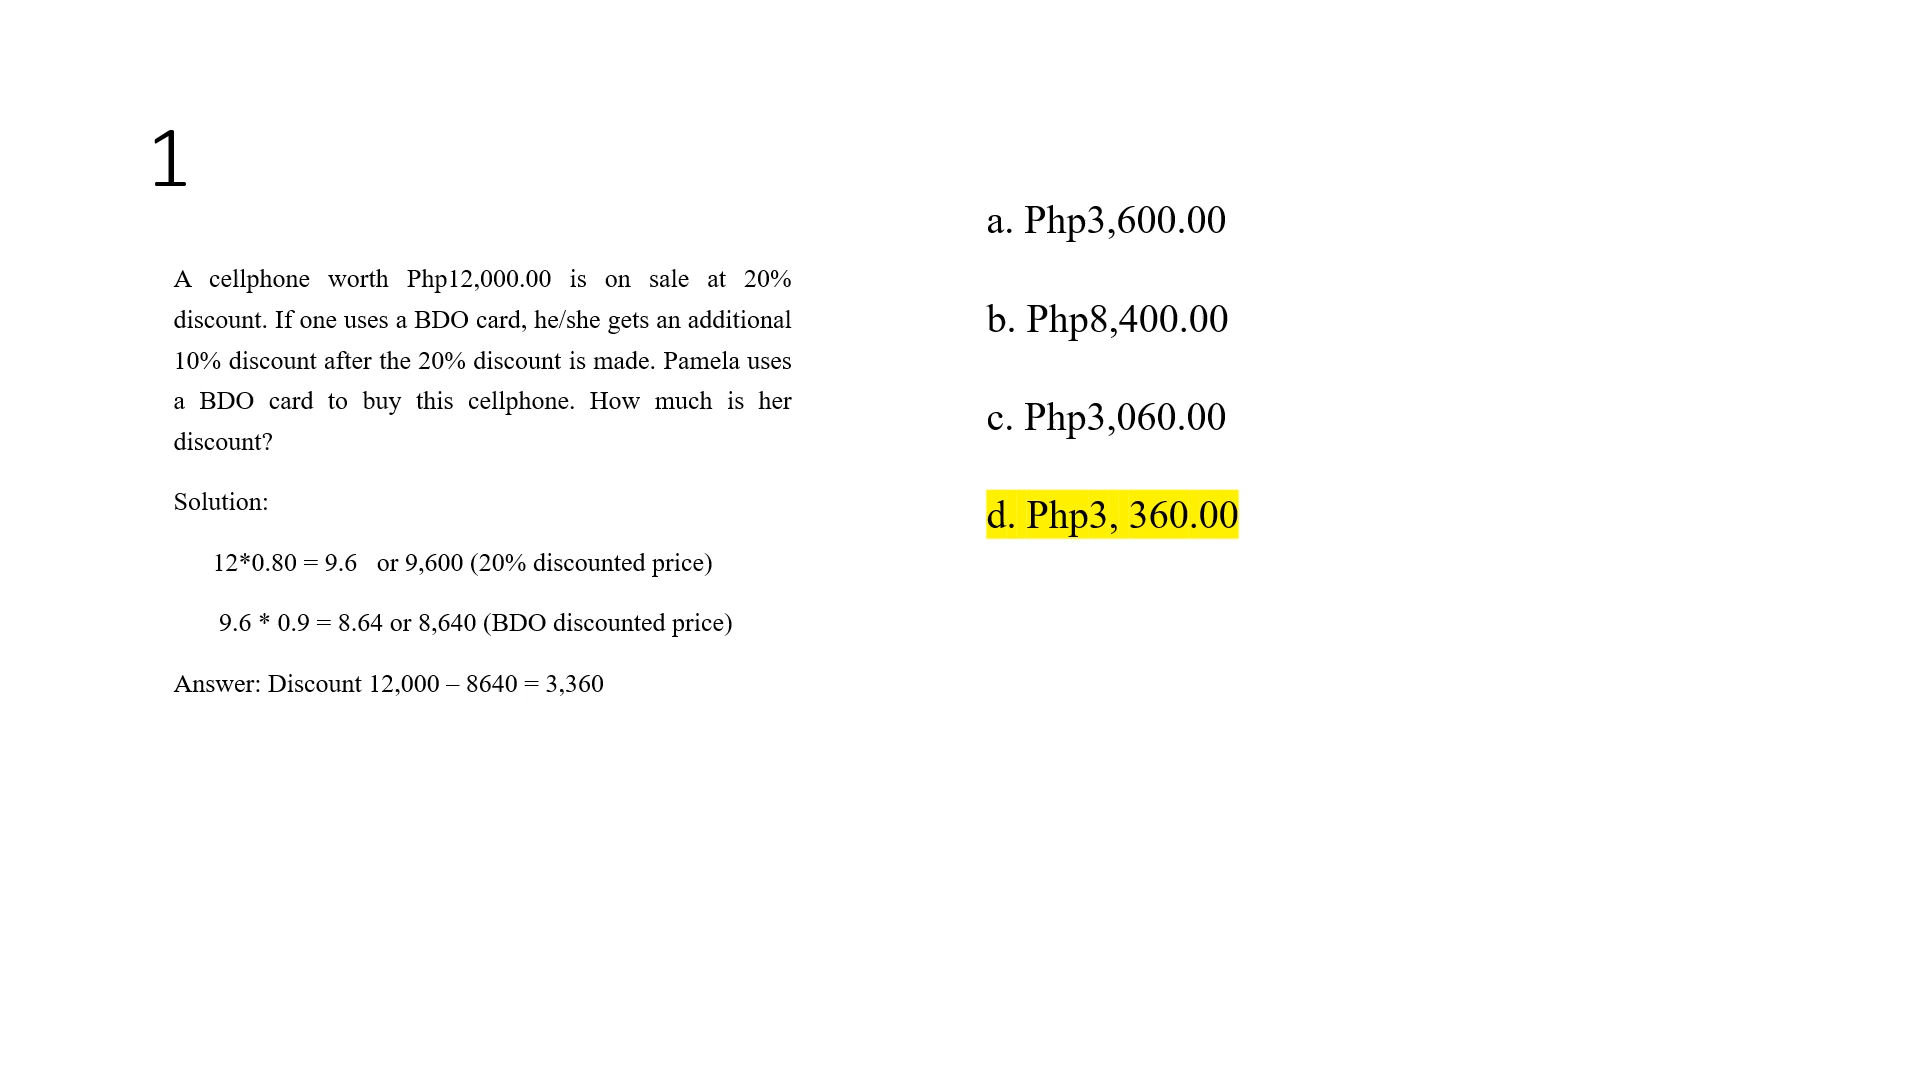 1
A cellphone worth Php12,000.00 is on sale at 20%
discount. If one uses a BDO card, he/she gets an additional
10% discount after the 20% discount is made. Pamela uses
a BDO card to buy this cellphone. How much is her
discount?
Solution:
12*0.80 = 9.6 or 9,600 (20% discounted price)
9.6 * 0.9 = 8.64 or 8,640 (BDO discounted price)
Answer: Discount 12,000 – 8640 = 3,360
a. Php3,600.00
b. Php8,400.00
c. Php3,060.00
d. Php3, 360.00